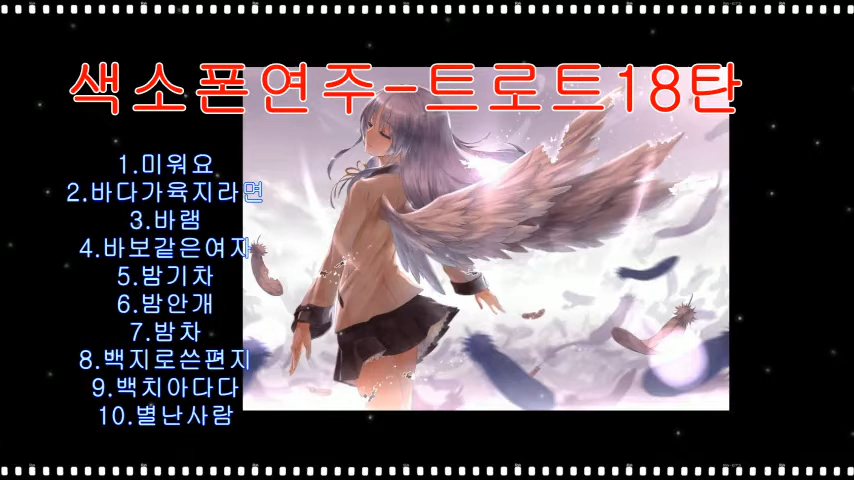 색소폰연주-트로트18탄
1.미워요
2.바다가육지라면
3.바램
4.바보같은여자
5.밤기차
6.밤안개
7.밤차
8.백지로쓴편지
9.백치아다다
10.별난사람